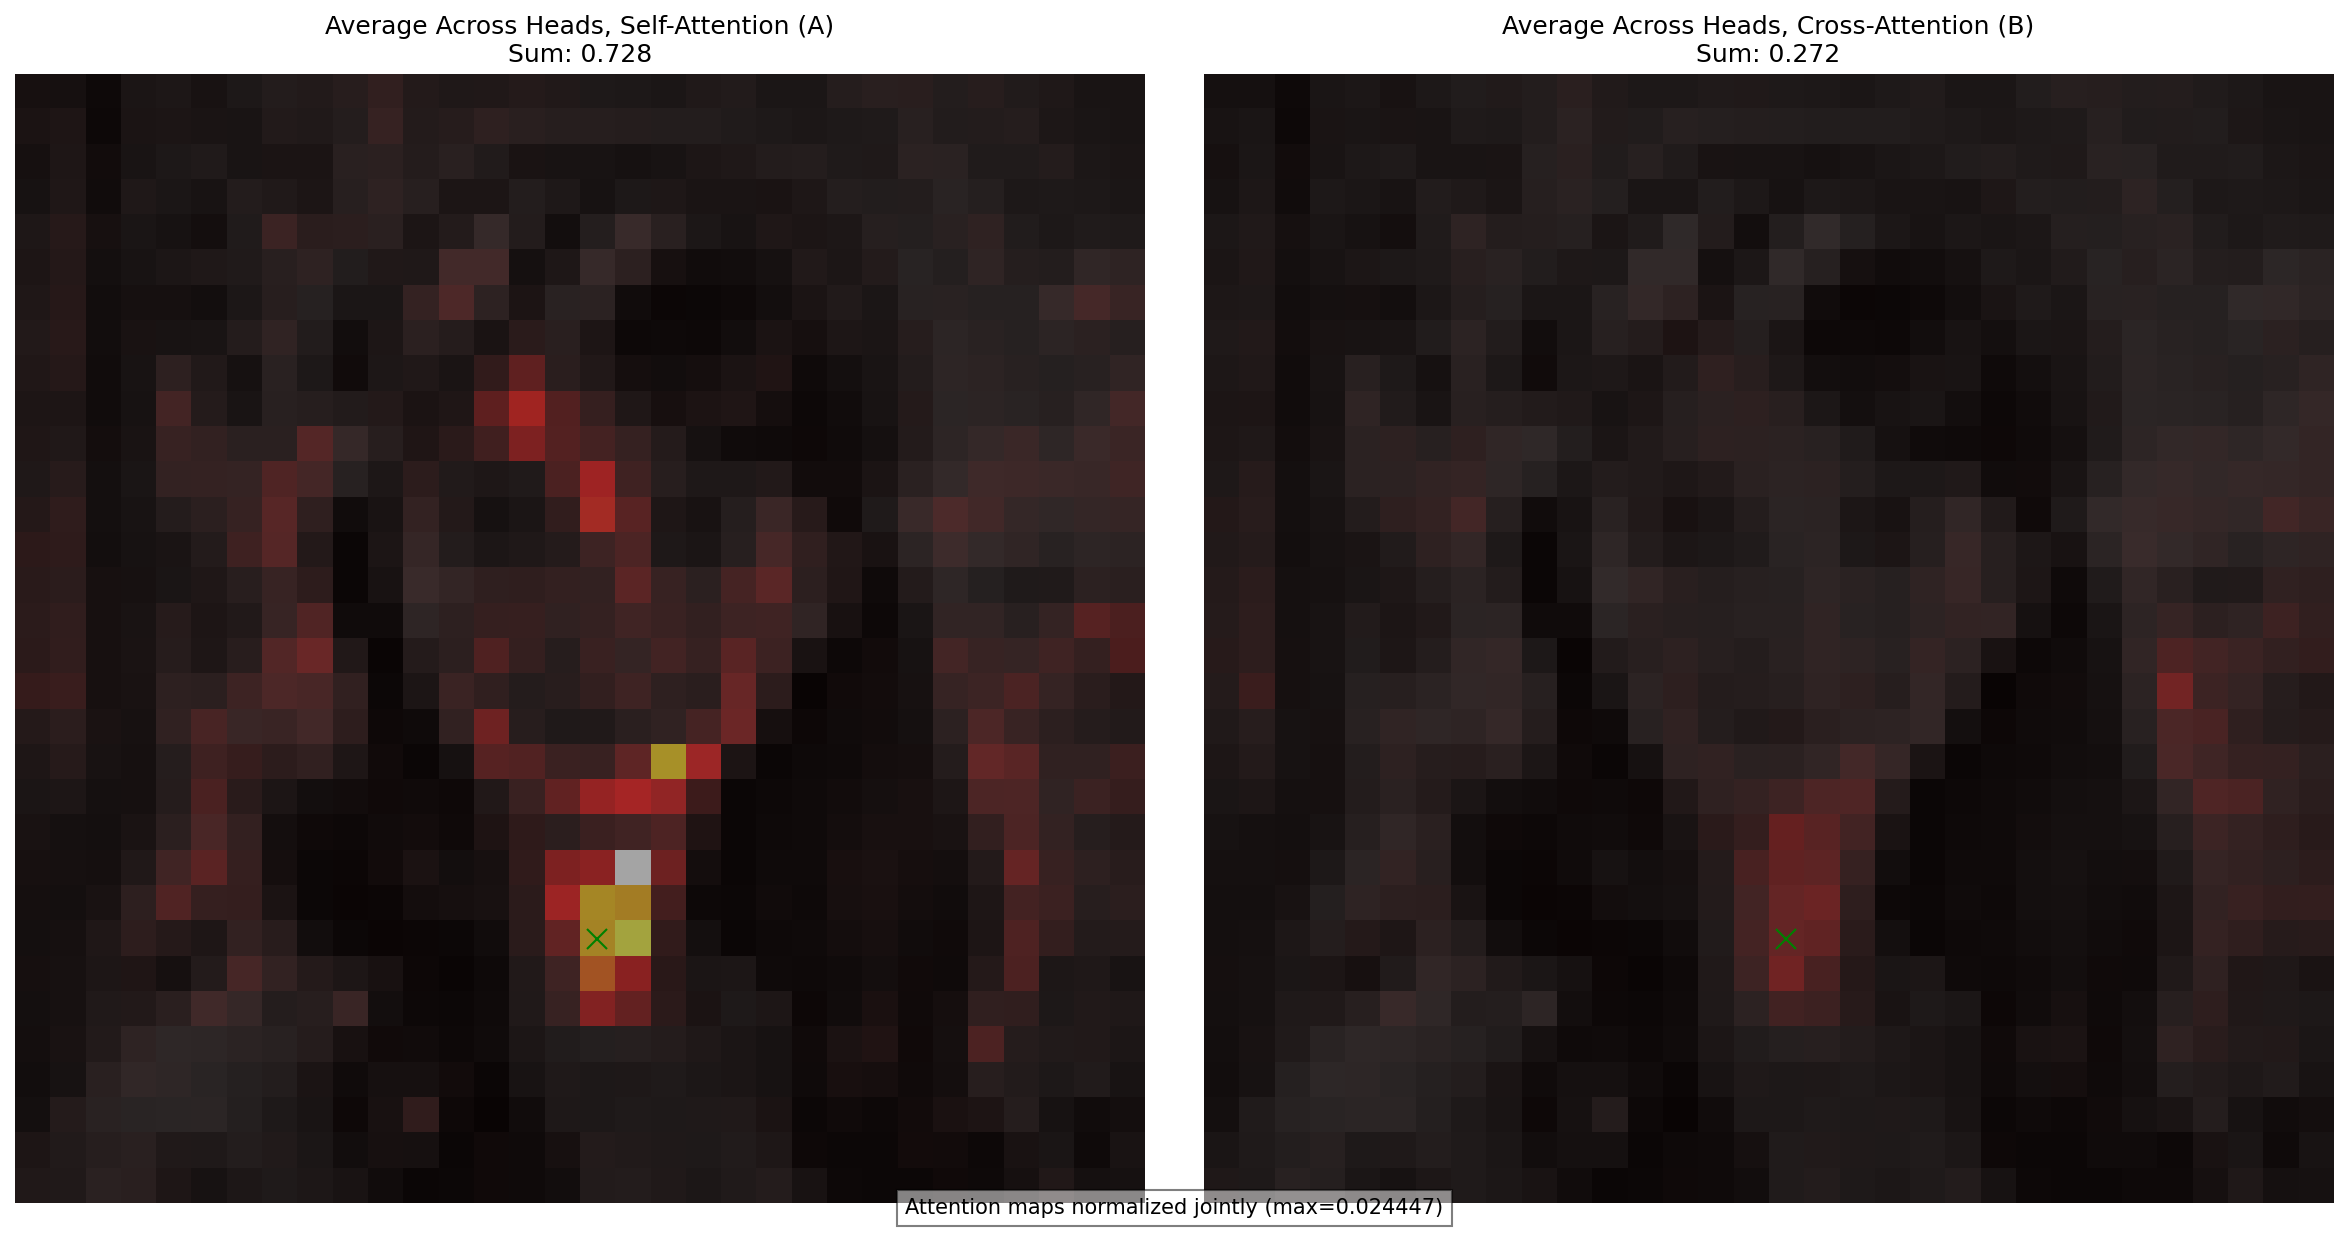 Average Across Heads, Self-Attention (A)
Sum: 0.728
Average Across Heads, Cross-Attention (B)
Sum: 0.272
Attention maps normalized jointly (max=0.024447)